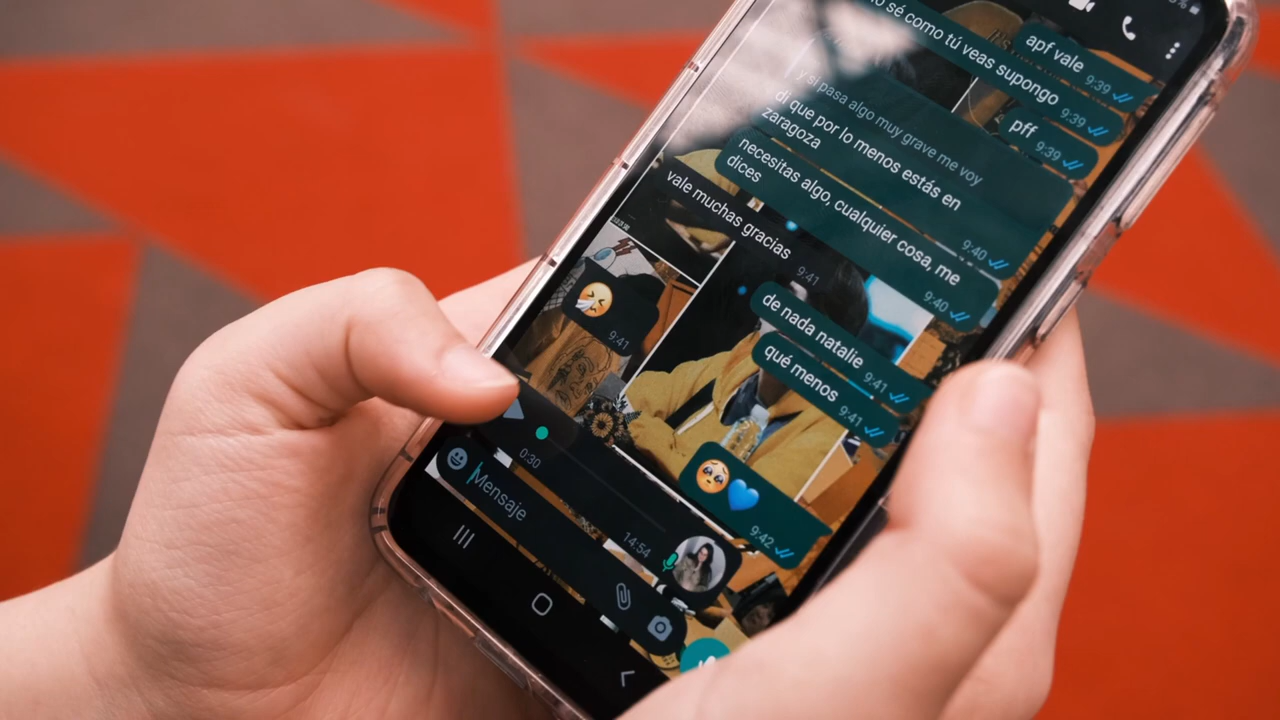 apf vale 9:39
sé como tú veas supongo 9:39
pff 9:39
y si pasa algo muy grave me voy
di que por lo menos estás en
zaragoza 9:40
necesitas algo, cualquier cosa, me
dices 9:40
vale muchas gracias 9:41
9:41
de nada natalie 9:41
qué menos 9:41
9:42
0:30
14:54
Mensaje